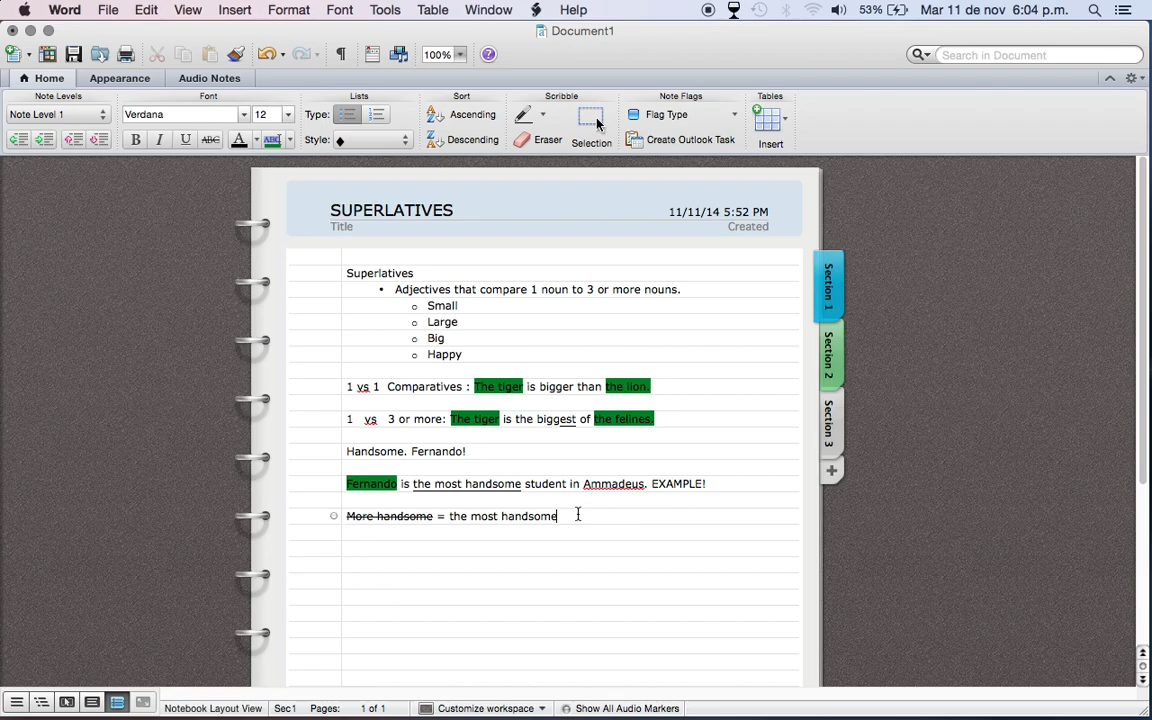 Word File Edit View Insert Format Font Tools Table Window Help 53% Mar 11 de nov 6:04 p.m.
Document1
100% Search in Document
Home Appearance Audio Notes
Note Levels Font Lists Sort Scribble Note Flags Tables
Note Level 1 Verdana 12 Type: Ascending Flag Type
B I U ABC A ABC Style: Descending Eraser Selection Create Outlook Task Insert
SUPERLATIVES 11/11/14 5:52 PM
Title Created
Superlatives
• Adjectives that compare 1 noun to 3 or more nouns.
o Small
o Large
o Big
o Happy
1 vs 1 Comparatives : The tiger is bigger than the lion.
1 vs 3 or more: The tiger is the biggest of the felines.
Handsome. Fernando!
Fernando is the most handsome student in Ammadeus. EXAMPLE!
More handsome = the most handsome
Section 1
Section 2
Section 3
Notebook Layout View Sec1 Pages: 1 of 1 Customize workspace Show All Audio Markers